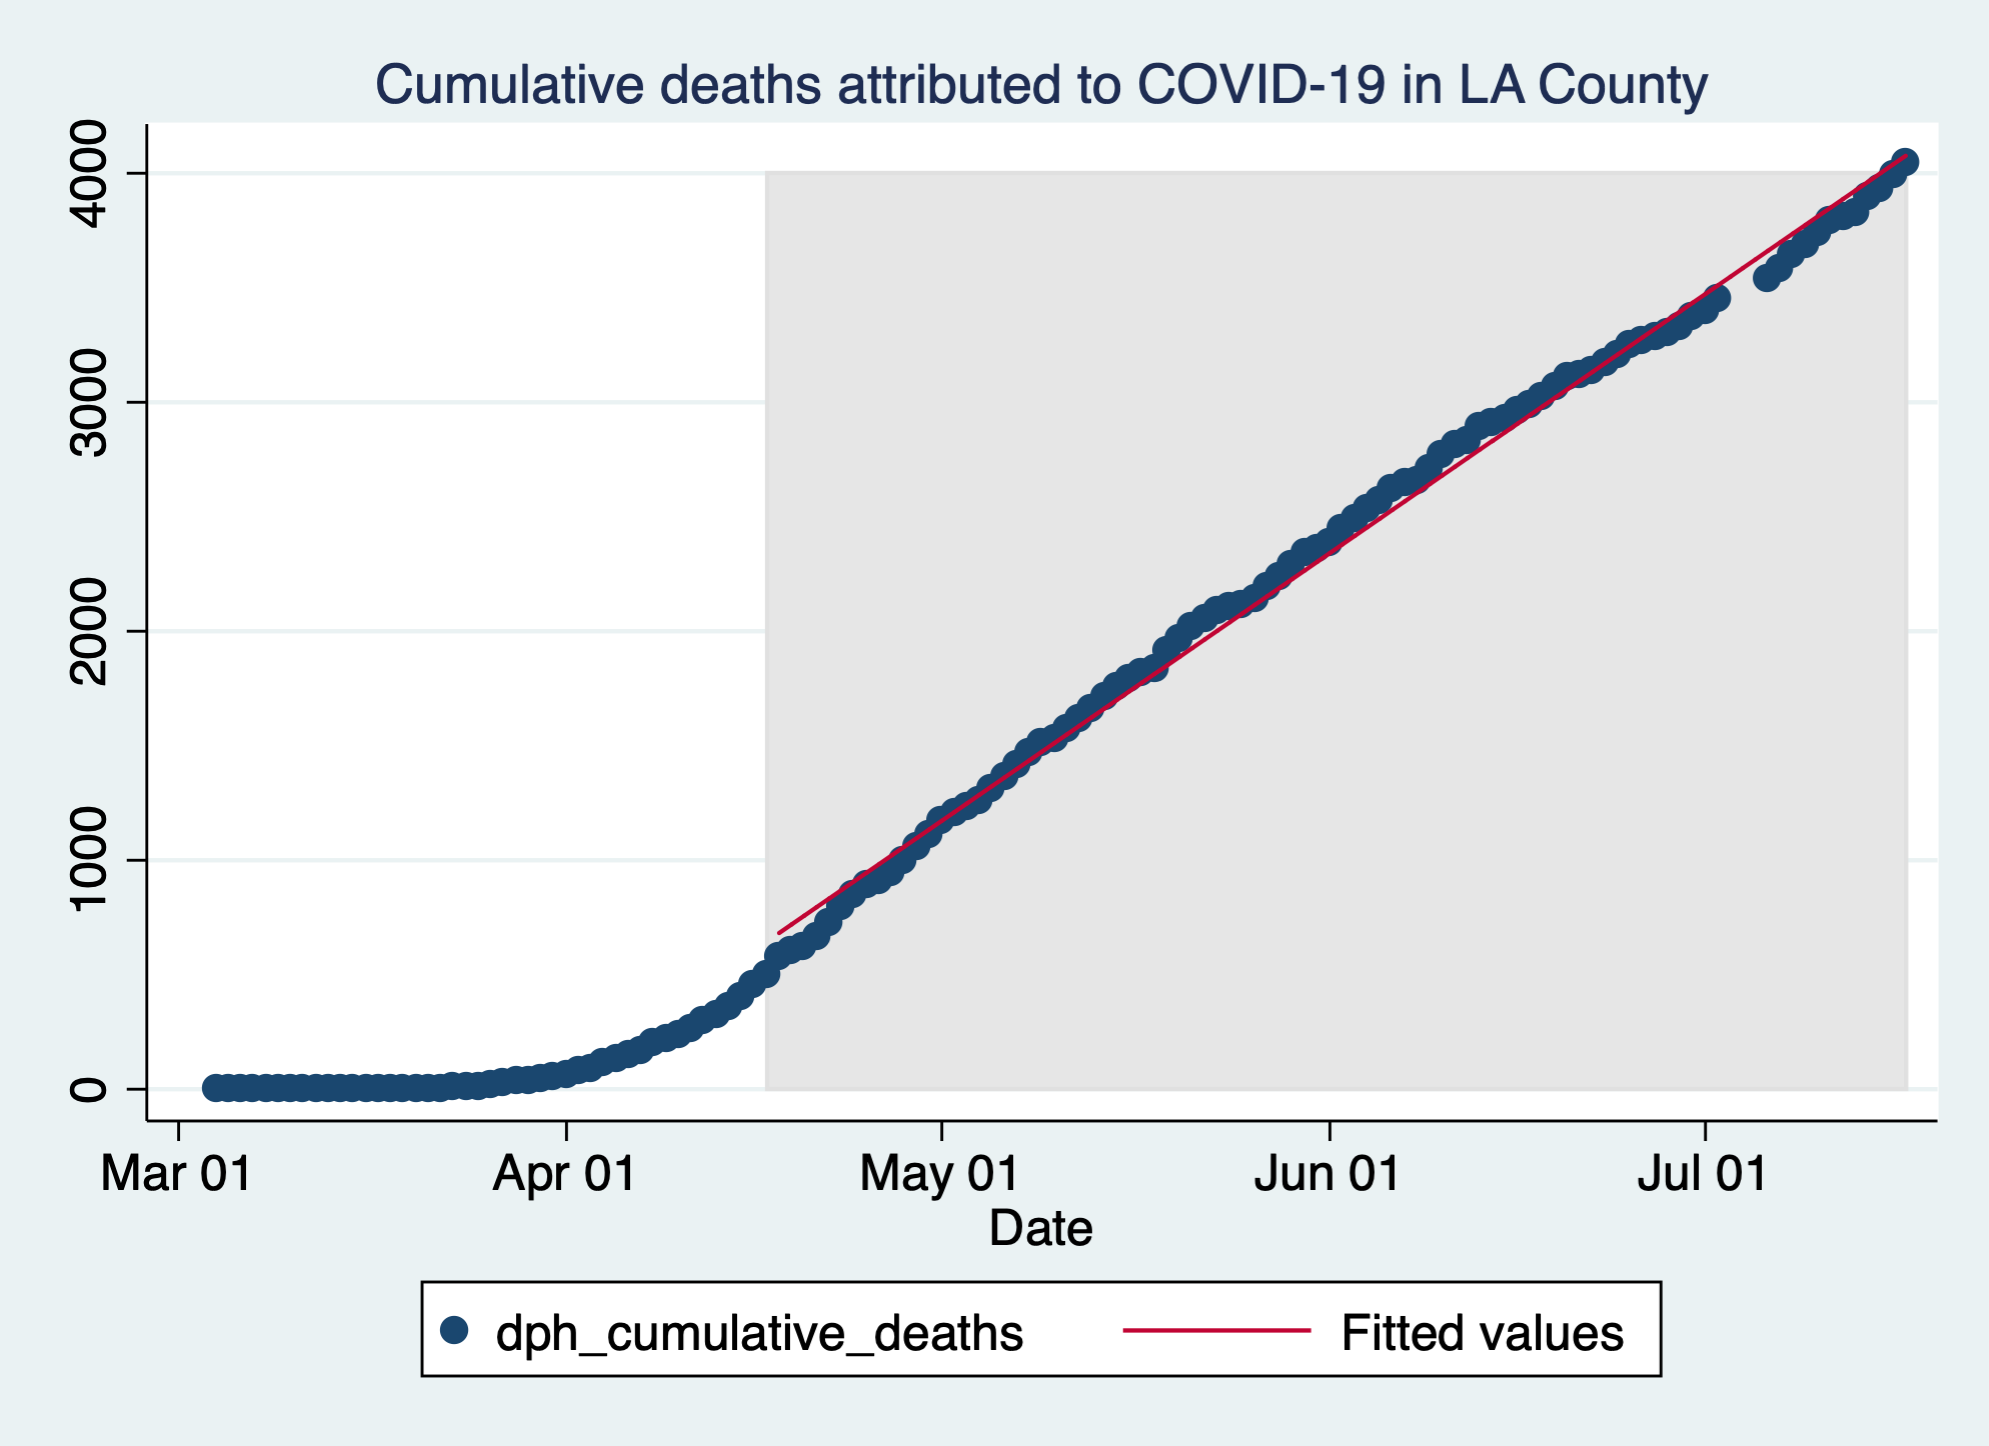 Cumulative deaths attributed to COVID-19 in LA County
4000
3000
2000
1000
0
Mar 01 Apr 01 May 01 Jun 01 Jul 01
Date
dph_cumulative_deaths Fitted values